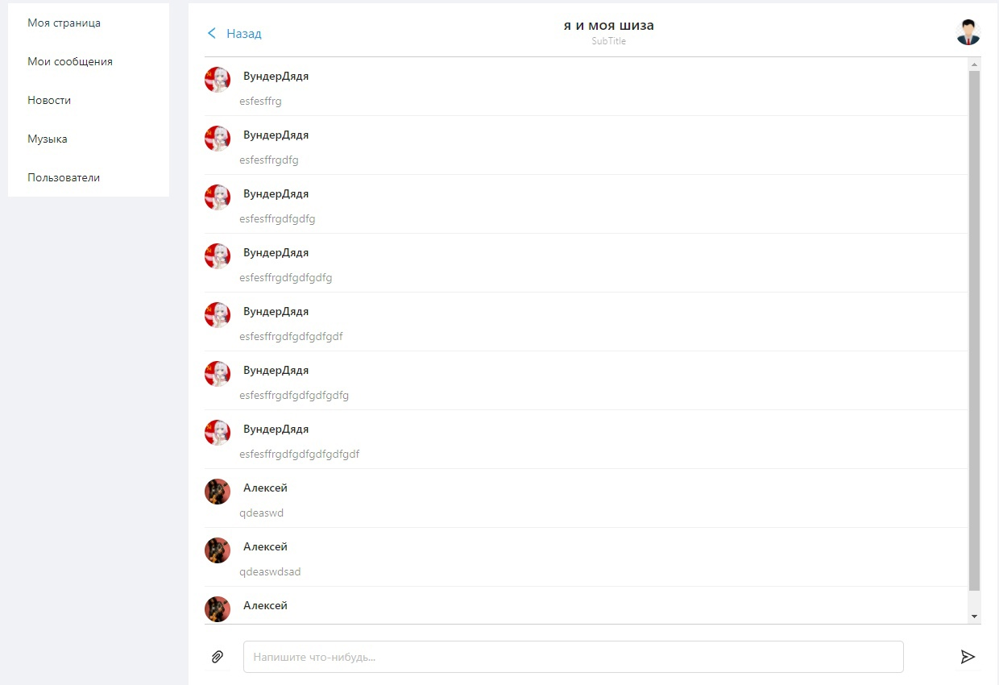 Моя страница
Мои сообщения
Новости
Музыка
Пользователи
Назад
я и моя шиза
SubTitle
ВундерДядя
esfesffrg
ВундерДядя
esfesffrgdfg
ВундерДядя
esfesffrgdfgdfg
ВундерДядя
esfesffrgdfgdfgdfg
ВундерДядя
esfesffrgdfgdfgdfgdf
ВундерДядя
esfesffrgdfgdfgdfgdfg
ВундерДядя
esfesffrgdfgdfgdfgdfgdf
Алексей
qdeaswd
Алексей
qdeaswdsad
Алексей
Напишите что-нибудь...